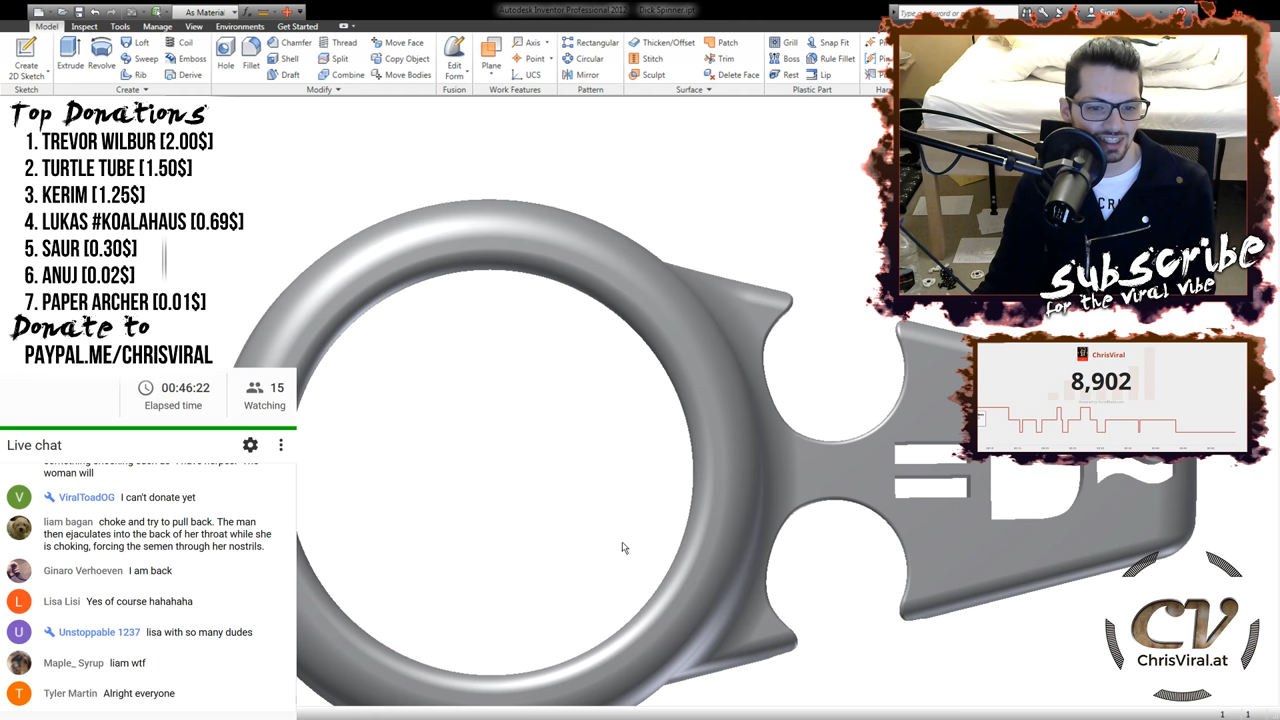 As Material
Autodesk Inventor Professional 2017
Dick Spinner.ipt
Model Inspect Tools Manage View Environments Get Started
Create 2D Sketch
Extrude
Revolve
Loft
Sweep
Rib
Coil
Emboss
Derive
Hole
Fillet
Chamfer
Shell
Draft
Thread
Split
Combine
Move Face
Copy Object
Move Bodies
Edit Form
Plane
Axis
Point
UCS
Rectangular
Circular
Mirror
Thicken/Offset
Stitch
Sculpt
Patch
Trim
Delete Face
Grill
Boss
Rest
Snap Fit
Rule Fillet
Lip
Sketch
Create
Modify
Fusion
Work Features
Pattern
Surface
Plastic Part
Top Donations
1. TREVOR WILBUR [2.00$]
2. TURTLE TUBE [1.50$]
3. KERIM [1.25$]
4. LUKAS #KOALAHAUS [0.69$]
5. SAUR [0.30$]
6. ANUJ [0.02$]
7. PAPER ARCHER [0.01$]
Donate to
PAYPAL.ME/CHRISVIRAL
00:46:22
Elapsed time
15
Watching
Live chat
woman will
V ViralToadOG I can't donate yet
liam bagan choke and try to pull back. The man
then ejaculates into the back of her throat while she
is choking, forcing the semen through her nostrils.
Ginaro Verhoeven I am back
L Lisa Lisi Yes of course hahahaha
U Unstoppable 1237 lisa with so many dudes
Maple_ Syrup liam wtf
T Tyler Martin Alright everyone
subscribe
for the viral vibe
ChrisViral
8,902
CV
ChrisViral.at
1 1